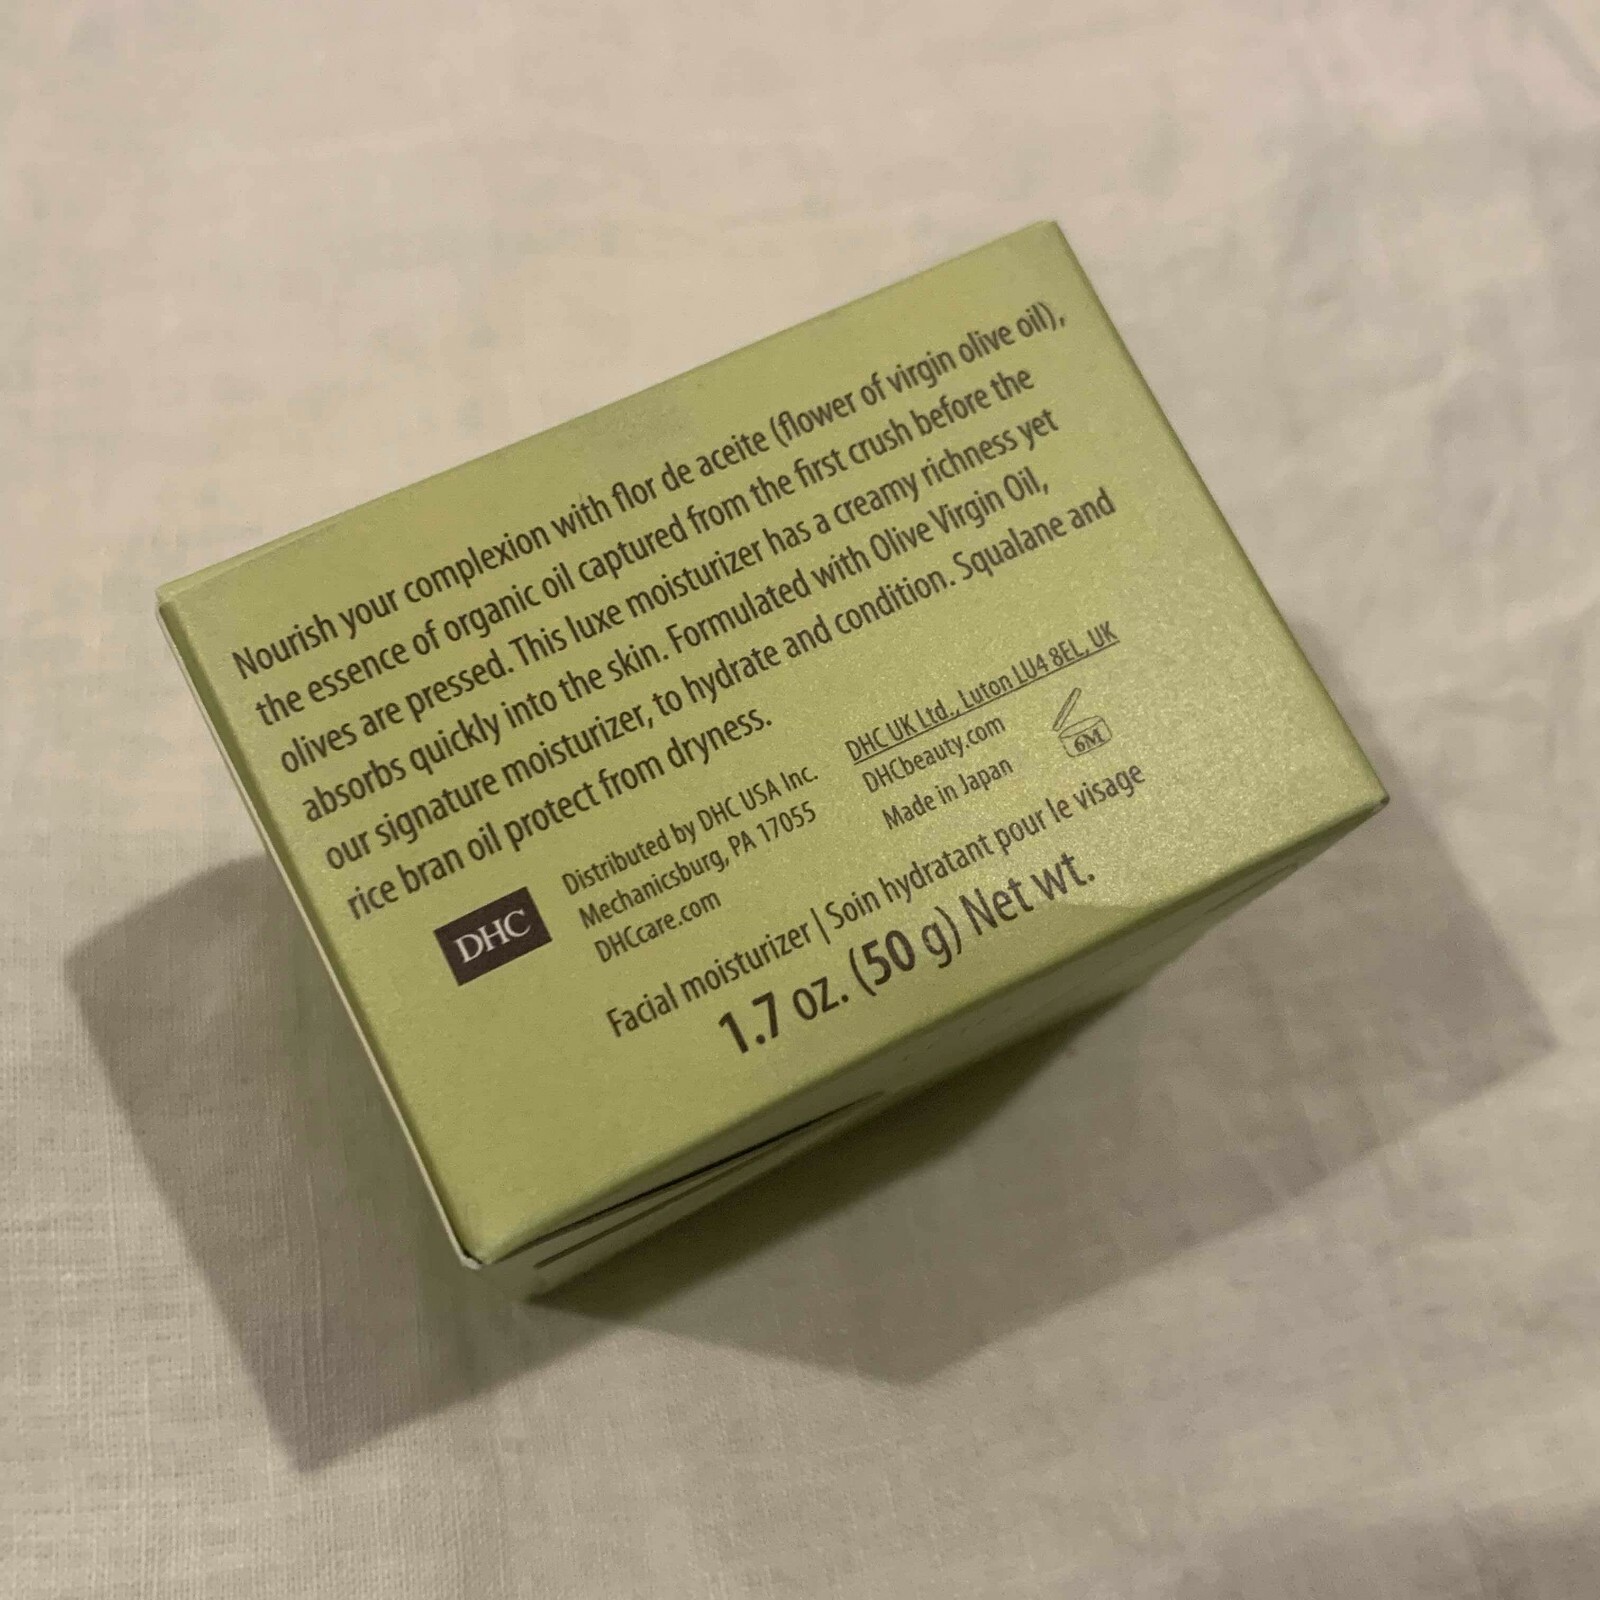 Nourish your complexion with flor de aceite (flower of virgin olive oil),
the essence of organic oil captured from the first crush before the
olives are pressed. This luxe moisturizer has a creamy richness yet
absorbs quickly into the skin. Formulated with Olive Virgin Oil,
our signature moisturizer, to hydrate and condition. Squalane and
rice bran oil protect from dryness.
DHC
Distributed by DHC USA Inc.
Mechanicsburg, PA 17055
DHCcare.com
DHC UK Ltd., Luton LU4 8EL, UK
DHCbeauty.com
Made in Japan
6M
Facial moisturizer | Soin hydratant pour le visage
1.7 oz. (50 g) Net wt.